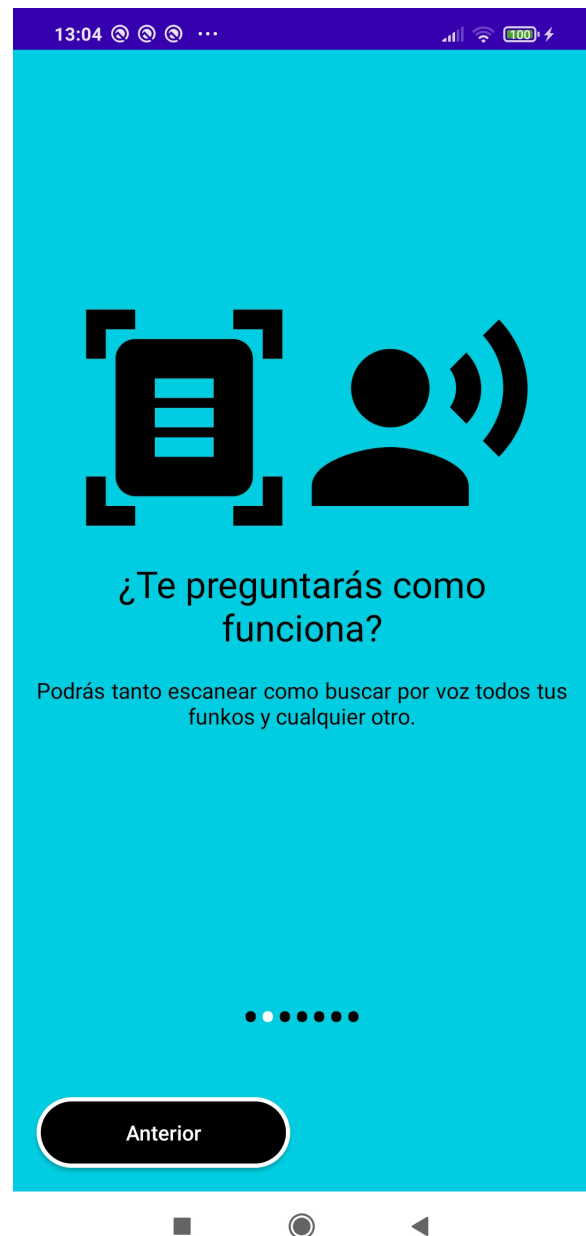 13:04
100
¿Te preguntarás como
funciona?
Podrás tanto escanear como buscar por voz todos tus
funkos y cualquier otro.
Anterior